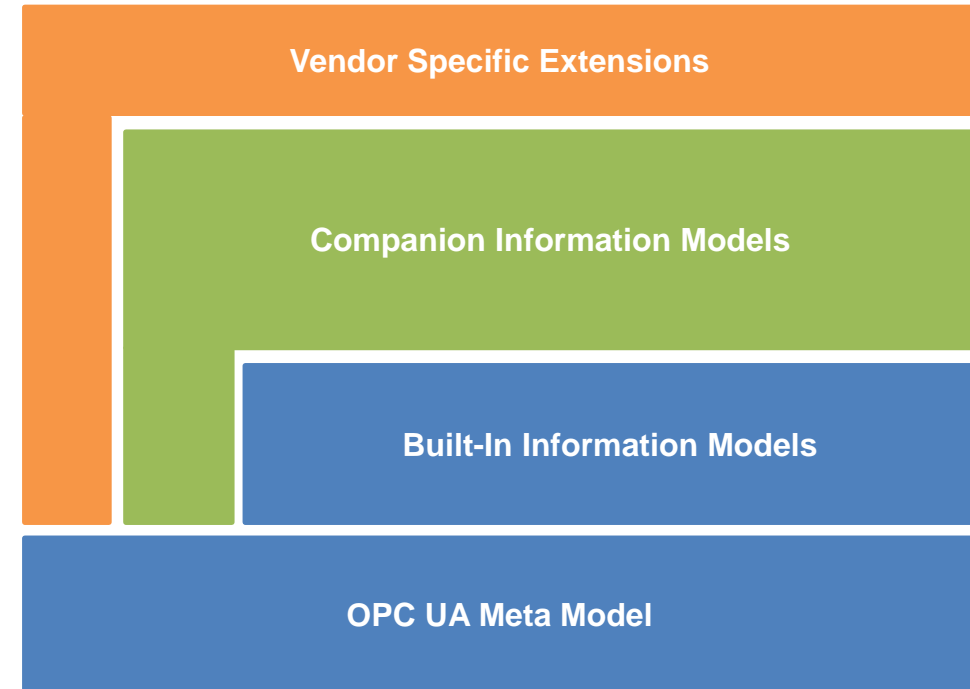 Vendor Specific Extensions
Companion Information Models
Built-In Information Models
OPC UA Meta Model